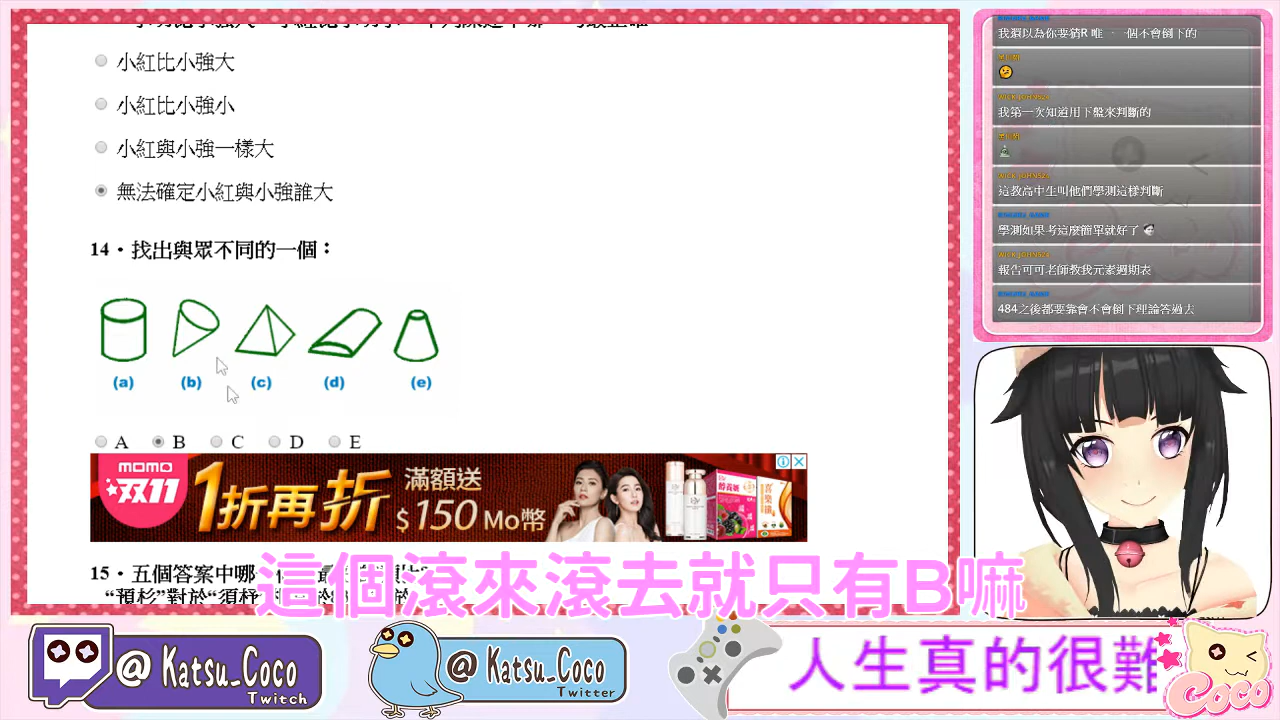 小紅比小強大
小紅比小強小
小紅與小強一樣大
無法確定小紅與小強誰大
14．找出與眾不同的一個：
(a) (b) (c) (d) (e)
A B C D E
momo
双11
1折再折
滿額送
$150 Mo幣
15．五個答案中哪
這個滾來滾去就只有B嘛
我還以為你要猜R 唯一一個不會倒下的
我第一次知道用下盤來判斷的
這教高中生叫他們學測這樣判斷
學測如果考這麼簡單就好了
報告可可老師教我元素週期表
484之後都要靠會不會倒下理論答過去
@ Katsu_Coco
Twitch
@ Katsu_Coco
Twitter
人生真的很難
Coco